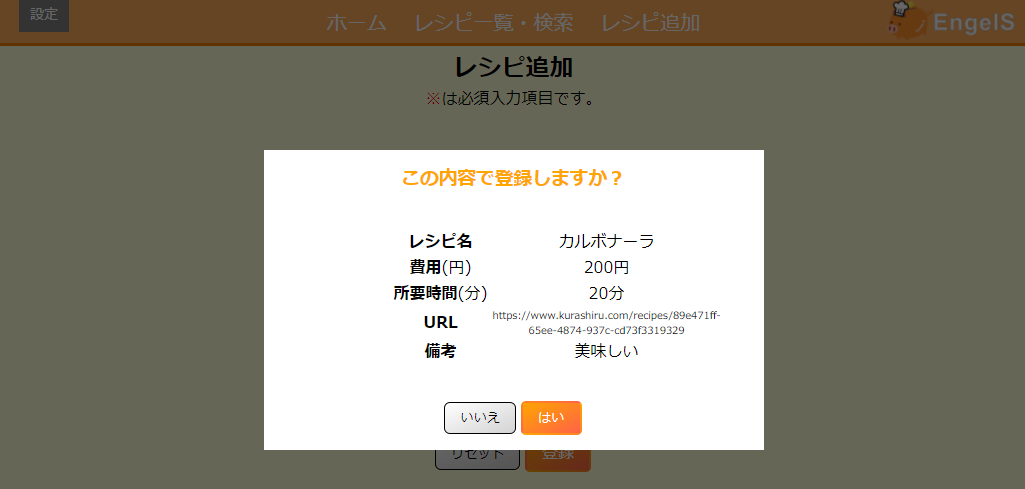 設定
ホーム レシピ一覧・検索 レシピ追加
EngelS
レシピ追加
※は必須入力項目です。
この内容で登録しますか？
レシピ名 カルボナーラ
費用(円) 200円
所要時間(分) 20分
URL https://www.kurashiru.com/recipes/89e471ff-
65ee-4874-937c-cd73f3319329
備考 美味しい
いいえ はい
リセット 登録